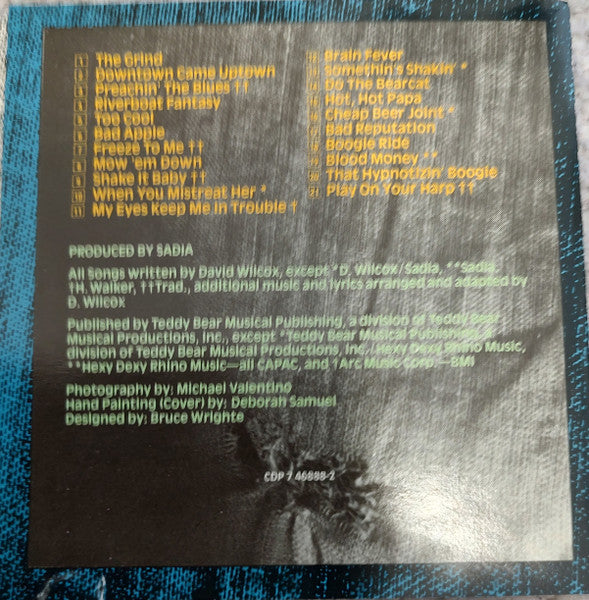 1 The Grind
2 Downtown Came Uptown
3 Preachin' The Blues ††
4 Riverboat Fantasy
5 Too Cool
6 Bad Apple
7 Freeze To Me ††
8 Mow 'em Down
9 Shake It Baby ††
10 When You Mistreat Her *
11 My Eyes Keep Me In Trouble †
12 Brain Fever
13 Somethin's Shakin' *
14 Do The Bearcat
15 Hot, Hot Papa
16 Cheap Beer Joint *
17 Bad Reputation
18 Boogie Ride
19 Blood Money **
20 That Hypnotizin' Boogie
21 Play On Your Harp ††
PRODUCED BY SADIA
All Songs written by David Wilcox, except *D. Wilcox/Sadia, **Sadia,
†H. Walker, ††Trad., additional music and lyrics arranged and adapted by
D. Wilcox
Published by Teddy Bear Musical Publishing, a division of Teddy Bear
Musical Productions, Inc., except *Teddy Bear Musical Publishing, a
division of Teddy Bear Musical Productions, Inc./Hexy Dexy Rhino Music,
**Hexy Dexy Rhino Music—all CAPAC, and †Arc Music Corp.—BMI
Photography by: Michael Valentino
Hand Painting (Cover) by: Deborah Samuel
Designed by: Bruce Wrighte
CDP 7 46888-2